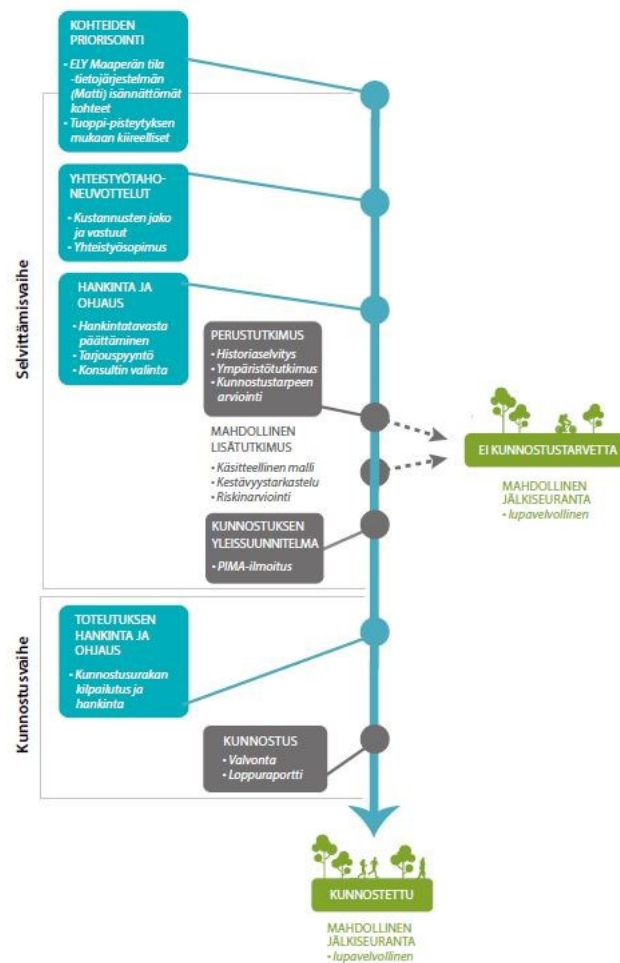 KOHTEIDEN
PRIORISOINTI
• ELY Maaperän tila
-tietojärjestelmän
(Matti) isännättömät
kohteet
• Tuoppi-pisteytyksen
mukaan kiireelliset
YHTEISTYÖTAHO-
NEUVOTTELUT
• Kustannusten jako
ja vastuut
• Yhteistyösopimus
HANKINTA JA
OHJAUS
• Hankintatavasta
päättäminen
• Tarjouspyyntö
• Konsultin valinta
Selvittämisvaihe
PERUSTUTKIMUS
• Historiaselvitys
• Ympäristötutkimus
• Kunnostustarpeen
arviointi
MAHDOLLINEN
LISÄTUTKIMUS
• Käsitteellinen malli
• Kestävyystarkastelu
• Riskinarviointi
EI KUNNOSTUSTARVETTA
MAHDOLLINEN
JÄLKISEURANTA
• lupavelvollinen
KUNNOSTUKSEN
YLEISSUUNNITELMA
• PIMA-ilmoitus
Kunnostusvaihe
TOTEUTUKSEN
HANKINTA JA
OHJAUS
• Kunnostusurakan
kilpailutus ja
hankinta
KUNNOSTUS
• Valvonta
• Loppuraportti
KUNNOSTETTU
MAHDOLLINEN
JÄLKISEURANTA
• lupavelvollinen